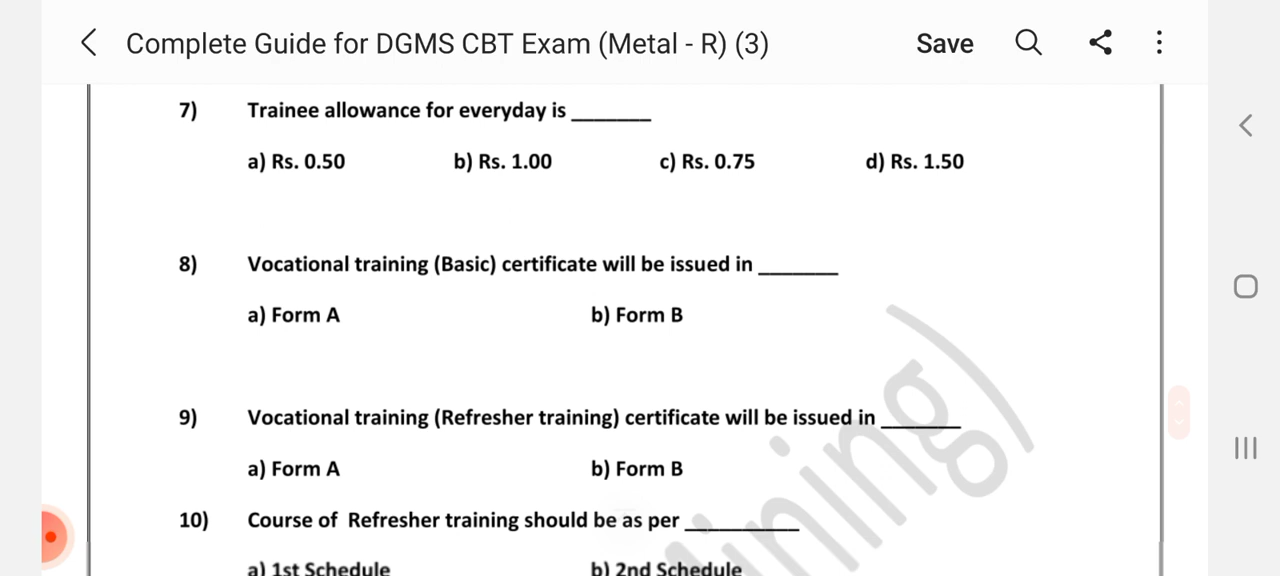 Complete Guide for DGMS CBT Exam (Metal - R) (3) Save
7) Trainee allowance for everyday is _______
a) Rs. 0.50 b) Rs. 1.00 c) Rs. 0.75 d) Rs. 1.50
8) Vocational training (Basic) certificate will be issued in _______
a) Form A b) Form B
9) Vocational training (Refresher training) certificate will be issued in _______
a) Form A b) Form B
10) Course of Refresher training should be as per __________
a) 1st Schedule b) 2nd Schedule